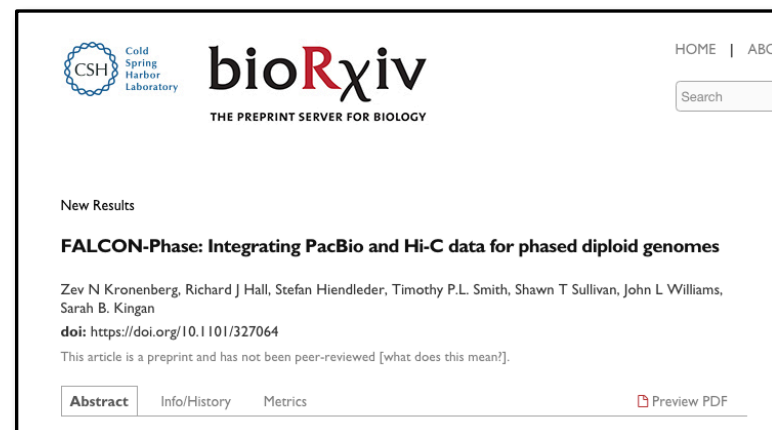 CSH
Cold
Spring
Harbor
Laboratory
bioRχiv
THE PREPRINT SERVER FOR BIOLOGY
HOME | ABO
Search
New Results
FALCON-Phase: Integrating PacBio and Hi-C data for phased diploid genomes
Zev N Kronenberg, Richard J Hall, Stefan Hiendleder, Timothy P.L. Smith, Shawn T Sullivan, John L Williams,
Sarah B. Kingan
doi: https://doi.org/10.1101/327064
This article is a preprint and has not been peer-reviewed [what does this mean?].
Abstract Info/History Metrics Preview PDF